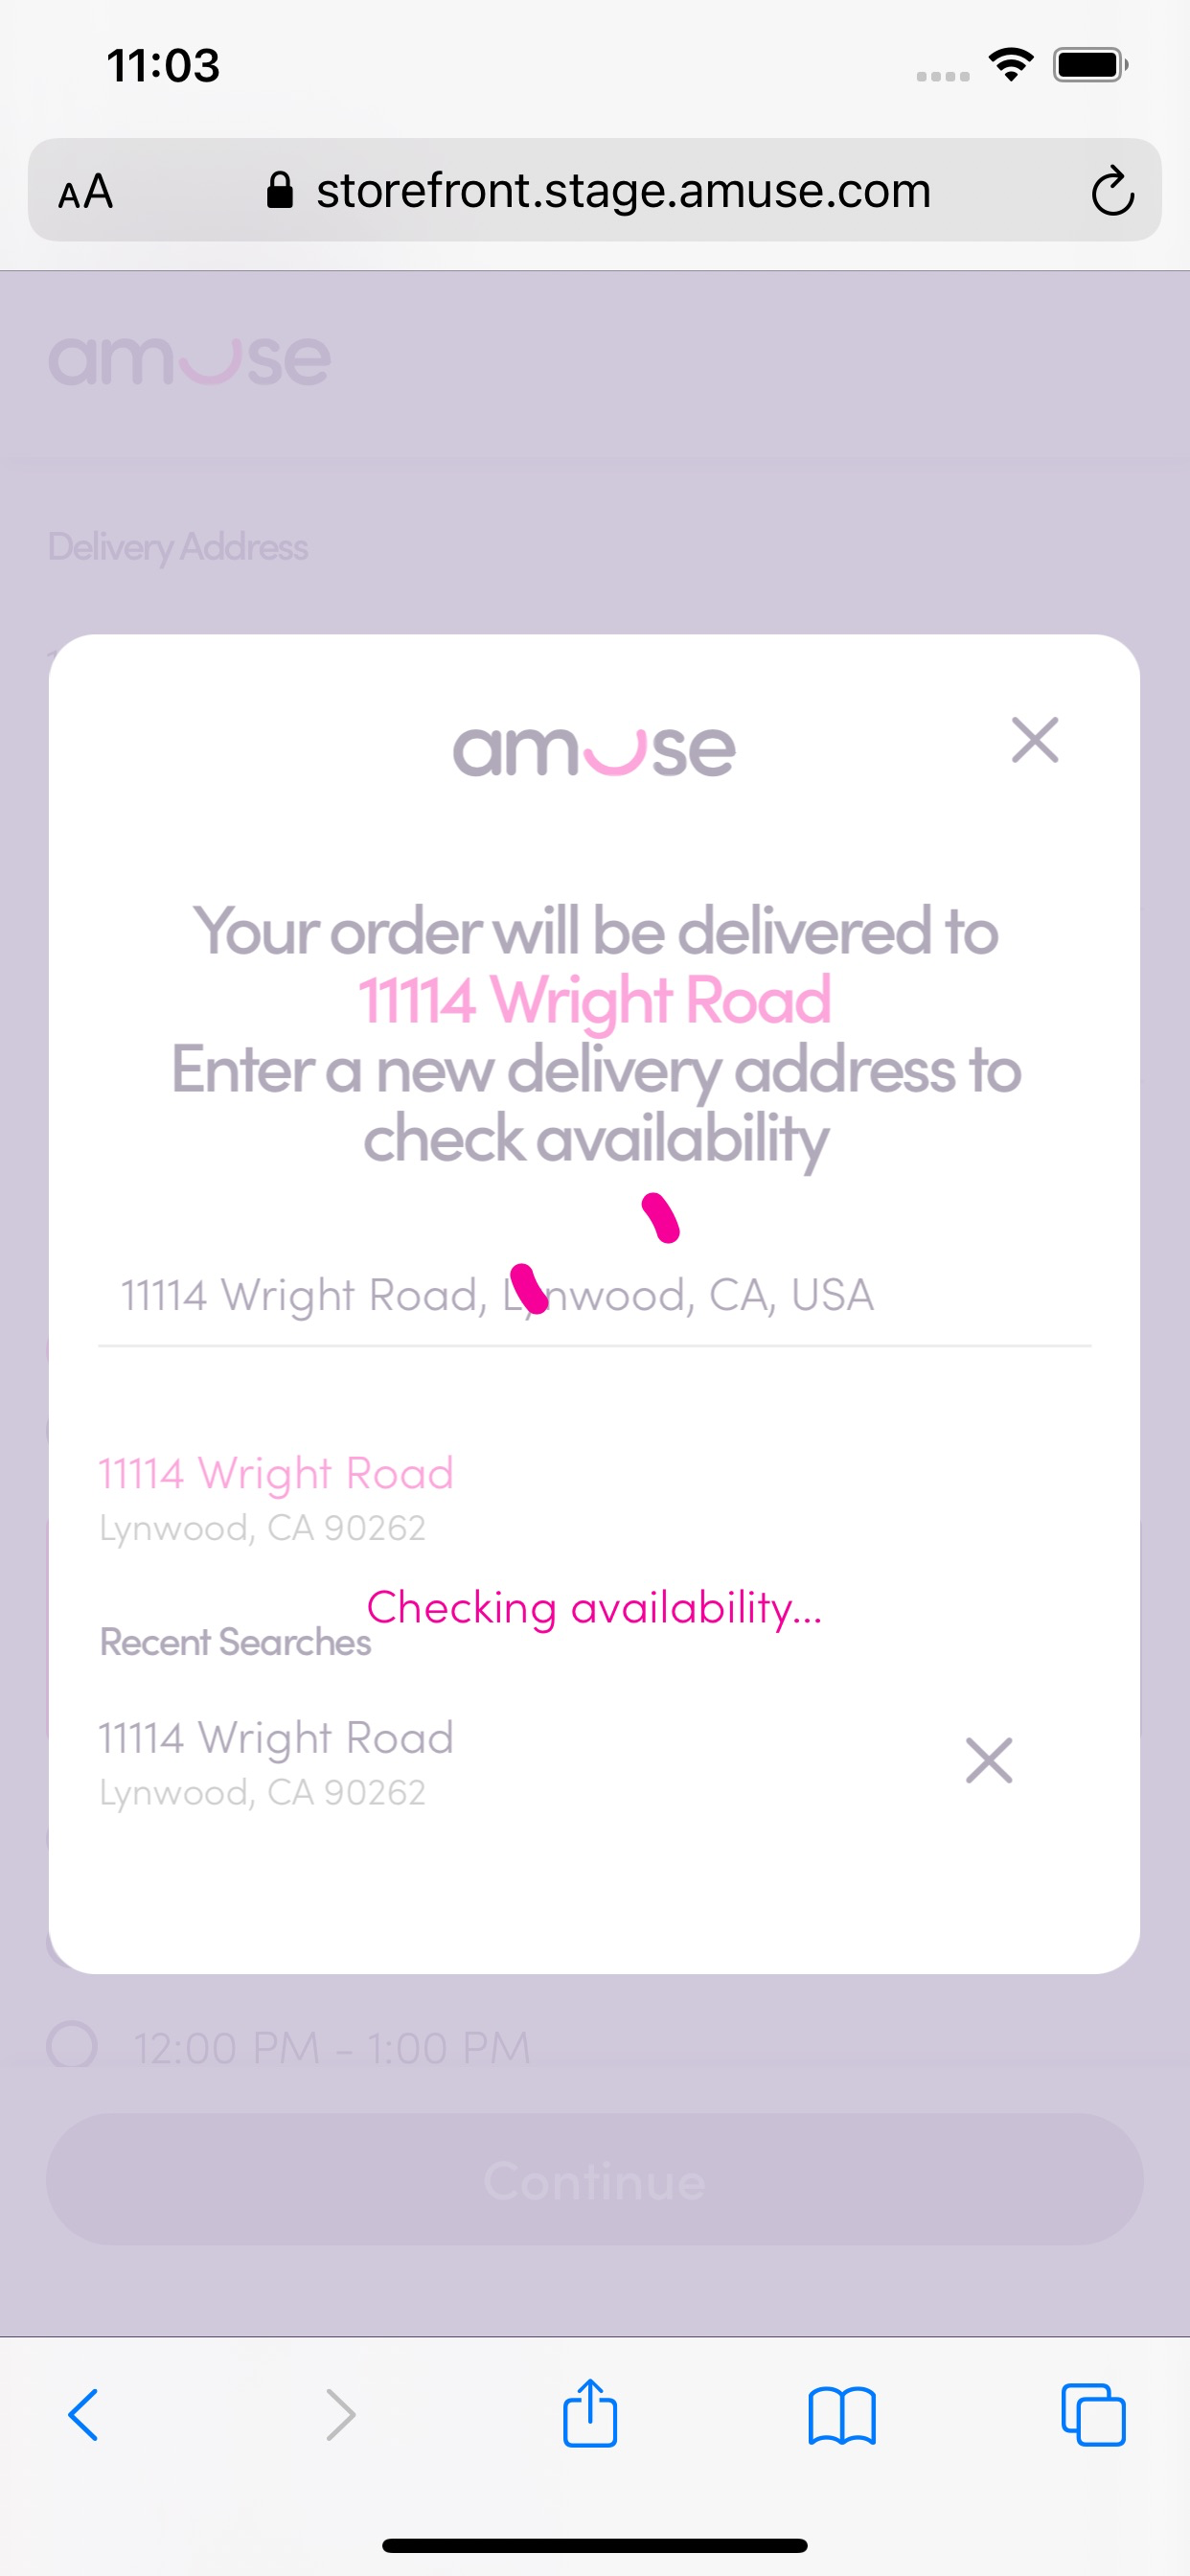 11:03
AA storefront.stage.amuse.com
amuse
Delivery Address
amuse
Your order will be delivered to
11114 Wright Road
Enter a new delivery address to
check availability
11114 Wright Road, Lynwood, CA, USA
11114 Wright Road
Lynwood, CA 90262
Checking availability...
Recent Searches
11114 Wright Road
Lynwood, CA 90262
12:00 PM - 1:00 PM
Continue